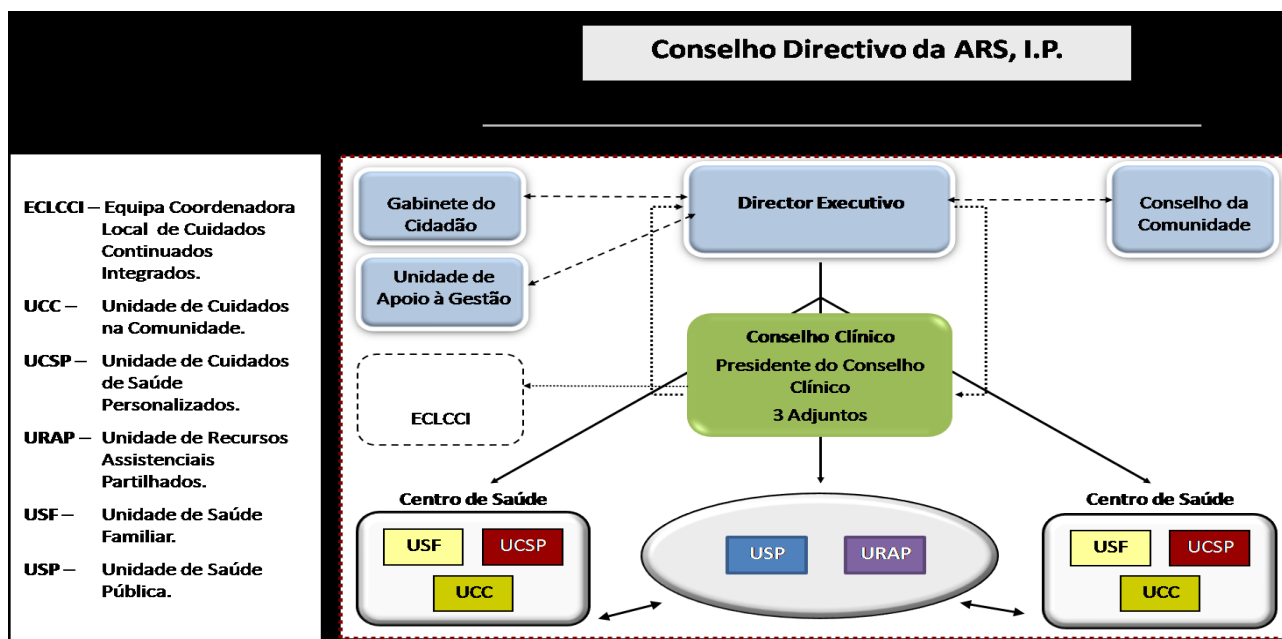 Conselho Directivo da ARS, I.P.
ECLCCI – Equipa Coordenadora
Local de Cuidados
Continuados
Integrados.
UCC – Unidade de Cuidados
na Comunidade.
UCSP – Unidade de Cuidados
de Saúde
Personalizados.
URAP – Unidade de Recursos
Assistenciais
Partilhados.
USF – Unidade de Saúde
Familiar.
USP – Unidade de Saúde
Pública.
Gabinete do
Cidadão
Director Executivo
Conselho da
Comunidade
Unidade de
Apoio à Gestão
Conselho Clínico
Presidente do Conselho
Clínico
3 Adjuntos
ECLCCI
Centro de Saúde
USF
UCSP
UCC
USP
URAP
Centro de Saúde
USF
UCSP
UCC